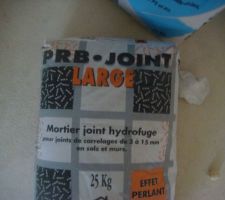 PRB•JOINT
LARGE
Mortier joint hydrofuge
pour joints de carrelages de 3 à 15 mm
en sols et murs.
25 Kg
EFFET
PERLANT